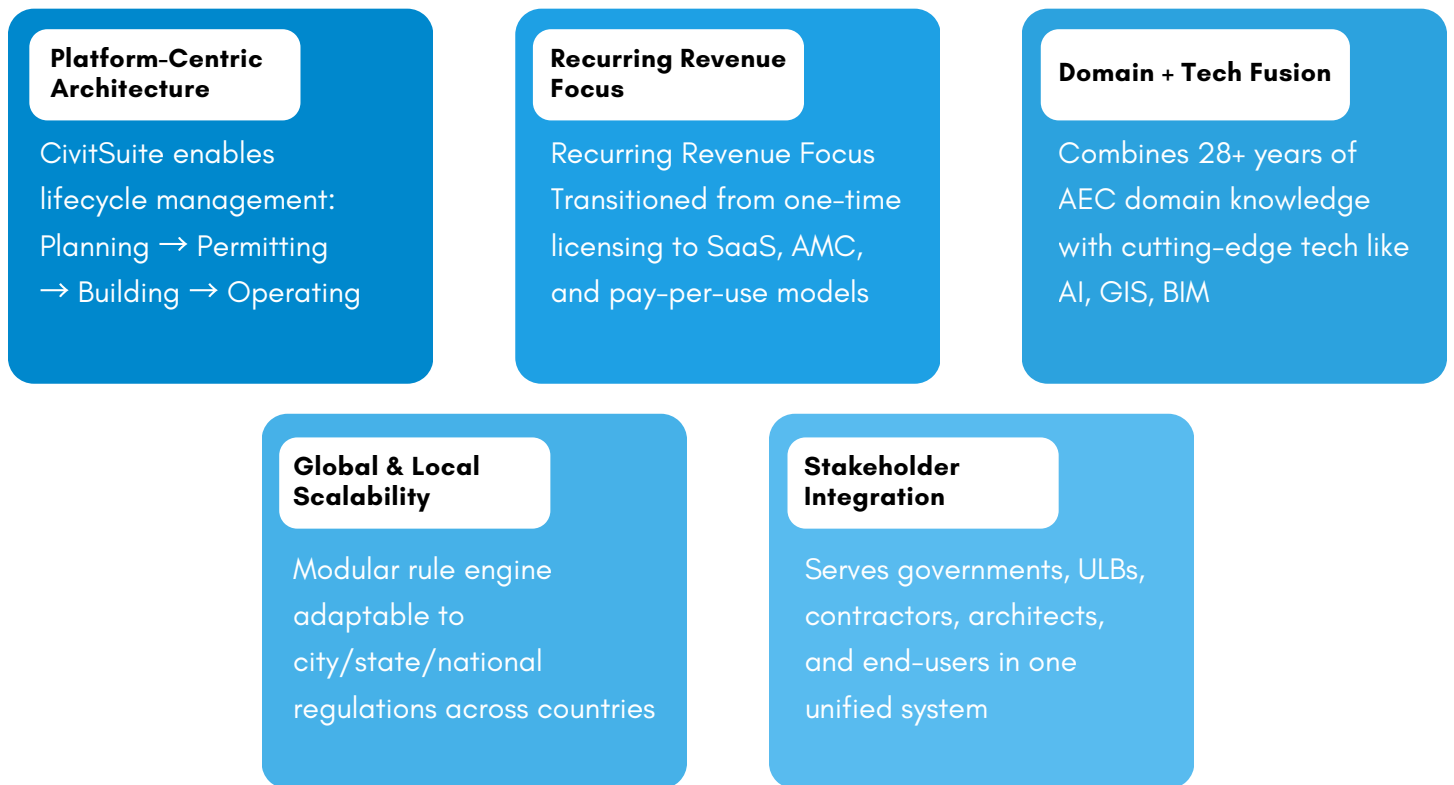 Platform-Centric
Architecture
CivitSuite enables
lifecycle management:
Planning → Permitting
→ Building → Operating
Recurring Revenue
Focus
Recurring Revenue Focus
Transitioned from one-time
licensing to SaaS, AMC,
and pay-per-use models
Domain + Tech Fusion
Combines 28+ years of
AEC domain knowledge
with cutting-edge tech like
AI, GIS, BIM
Global & Local
Scalability
Modular rule engine
adaptable to
city/state/national
regulations across countries
Stakeholder
Integration
Serves governments, ULBs,
contractors, architects,
and end-users in one
unified system